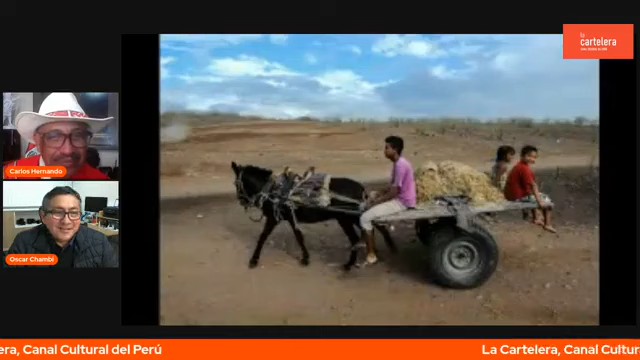 la
cartelera
Carlos Hernando
Oscar Chambi
era, Canal Cultural del Perú
La Cartelera, Canal Cultur